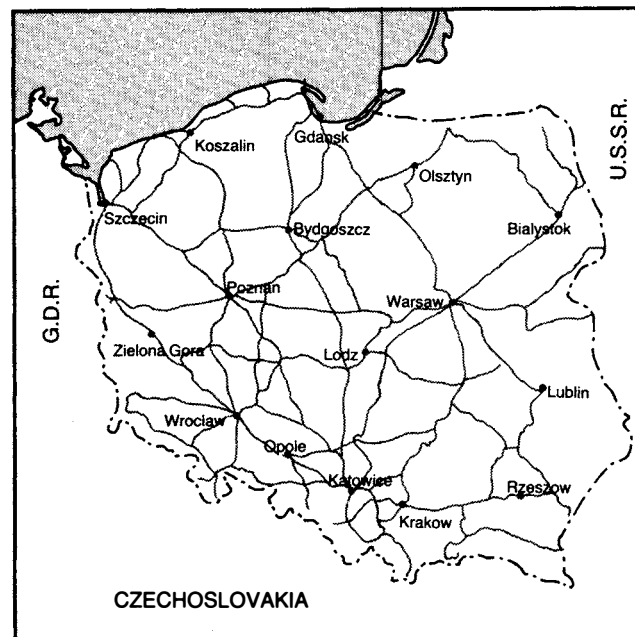 Gdansk
Koszalin
Olsztyn
U.S.S.R.
Szczecin
Bydgoszcz
Bialystok
Poznan
Warsaw
G.D.R.
Zielona Gora
Lodz
Lublin
Wroclaw
Opole
Katowice
Rzeszow
Krakow
CZECHOSLOVAKIA